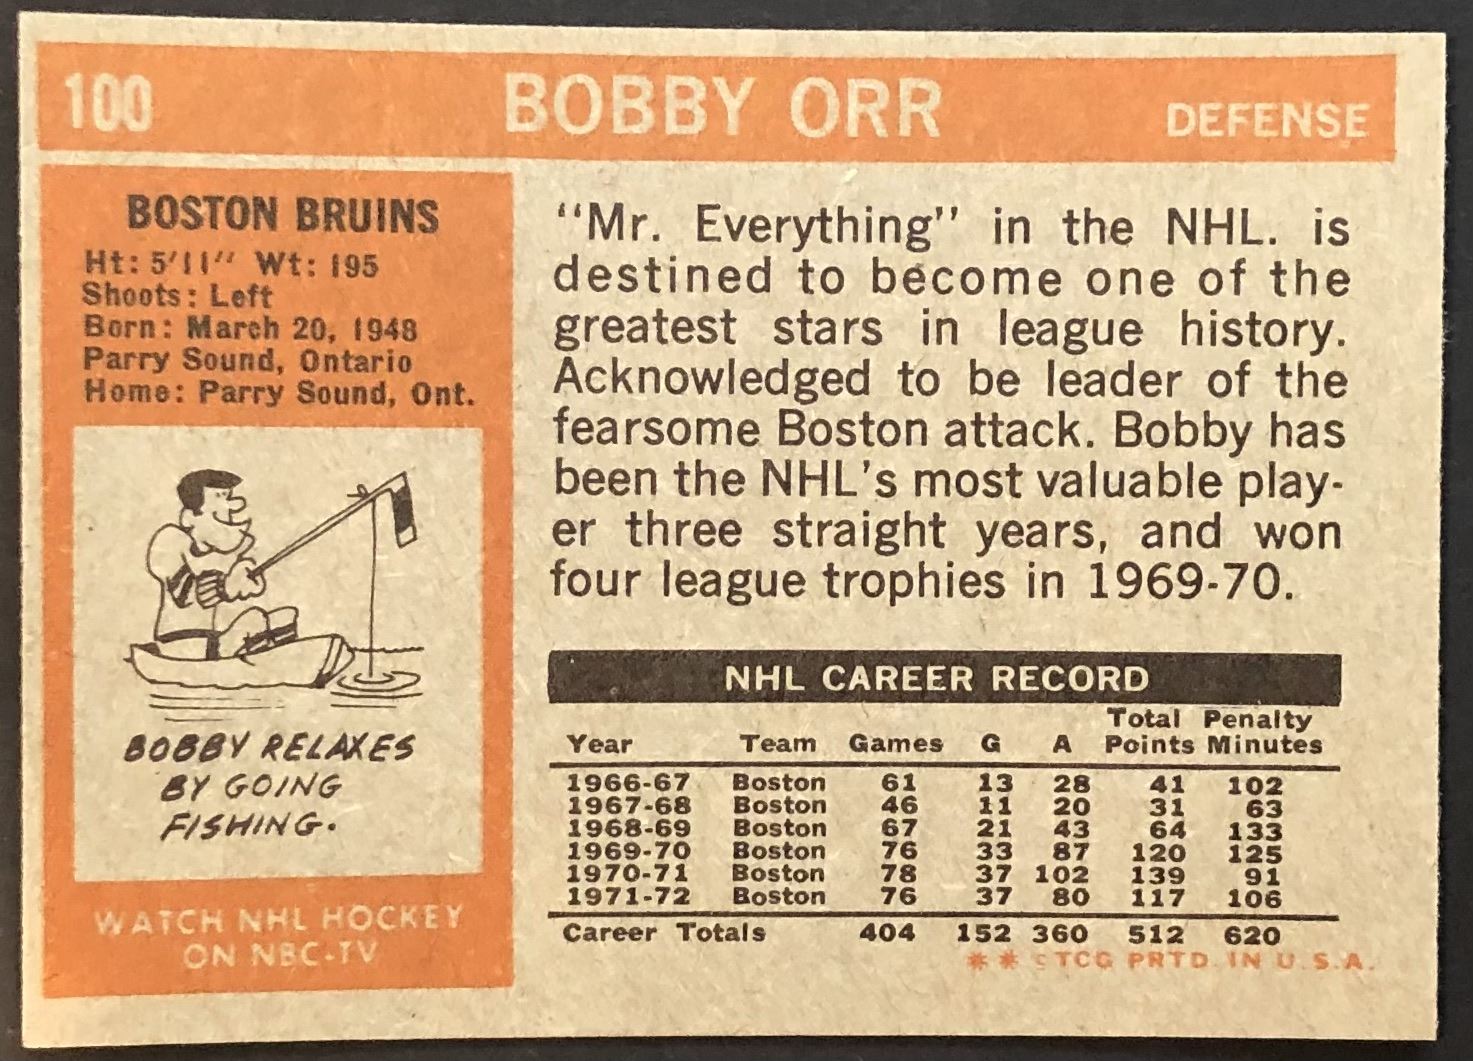 100 BOBBY ORR DEFENSE
BOSTON BRUINS
Ht: 5'11" Wt: 195
Shoots: Left
Born: March 20, 1948
Parry Sound, Ontario
Home: Parry Sound, Ont.
BOBBY RELAXES
BY GOING
FISHING.
WATCH NHL HOCKEY
ON NBC-TV
"Mr. Everything" in the NHL. is
destined to become one of the
greatest stars in league history.
Acknowledged to be leader of the
fearsome Boston attack. Bobby has
been the NHL's most valuable play-
er three straight years, and won
four league trophies in 1969-70.
NHL CAREER RECORD
Total Penalty
Year Team Games G A Points Minutes
1966-67 Boston 61 13 28 41 102
1967-68 Boston 46 11 20 31 63
1968-69 Boston 67 21 43 64 133
1969-70 Boston 76 33 87 120 125
1970-71 Boston 78 37 102 139 91
1971-72 Boston 76 37 80 117 106
Career Totals 404 152 360 512 620
** © TCG PRTD. IN U.S.A.